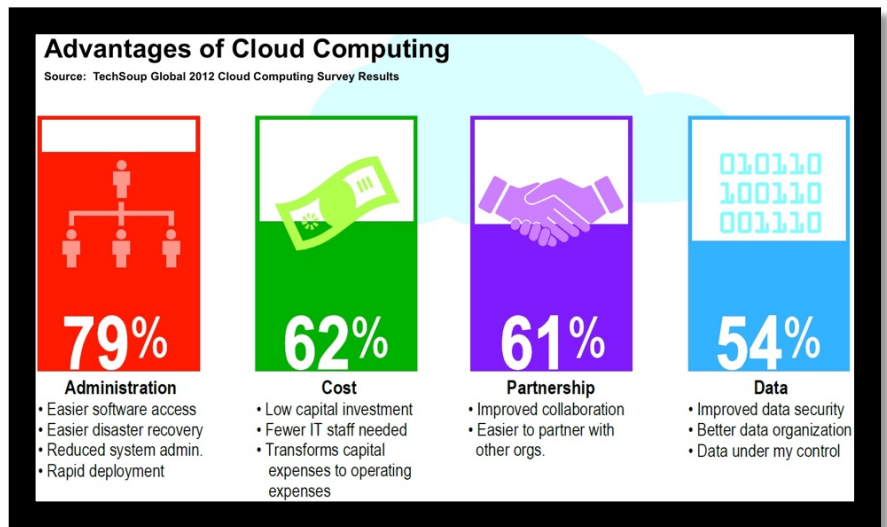 Advantages of Cloud Computing
Source: TechSoup Global 2012 Cloud Computing Survey Results
79%
Administration
• Easier software access
• Easier disaster recovery
• Reduced system admin.
• Rapid deployment
62%
Cost
• Low capital investment
• Fewer IT staff needed
• Transforms capital
expenses to operating
expenses
61%
Partnership
• Improved collaboration
• Easier to partner with
other orgs.
010110
100110
001110
54%
Data
• Improved data security
• Better data organization
• Data under my control